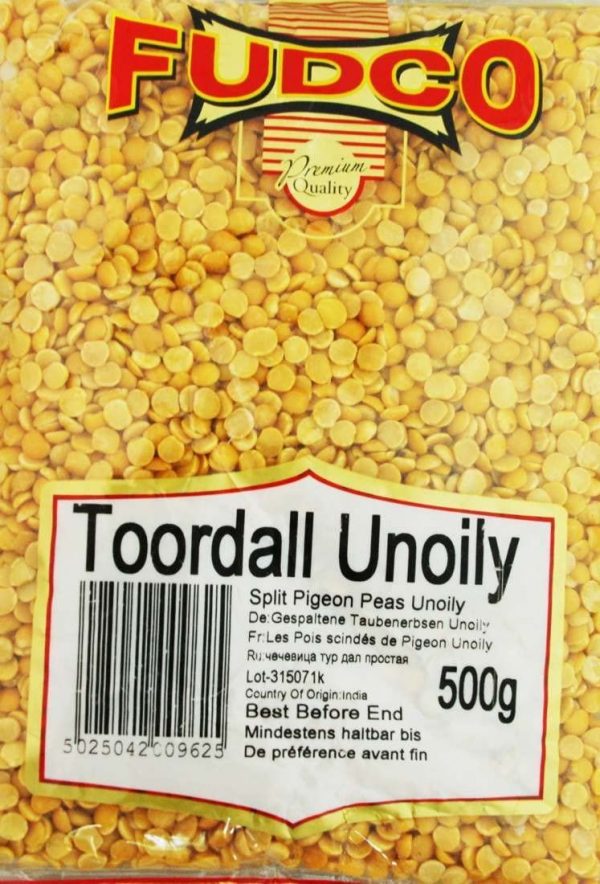 FUDCO
Premium
Quality
Toordall Unoily
Split Pigeon Peas Unoily
De:Gespaltene Taubenerbsen Unoily
Fr:Les Pois scindés de Pigeon Unoily
Ru:чечевица тур дал простая
Lot-315071k
Country Of Origin:India
500g
Best Before End
Mindestens haltbar bis
De préférence avant fin
5025042009625